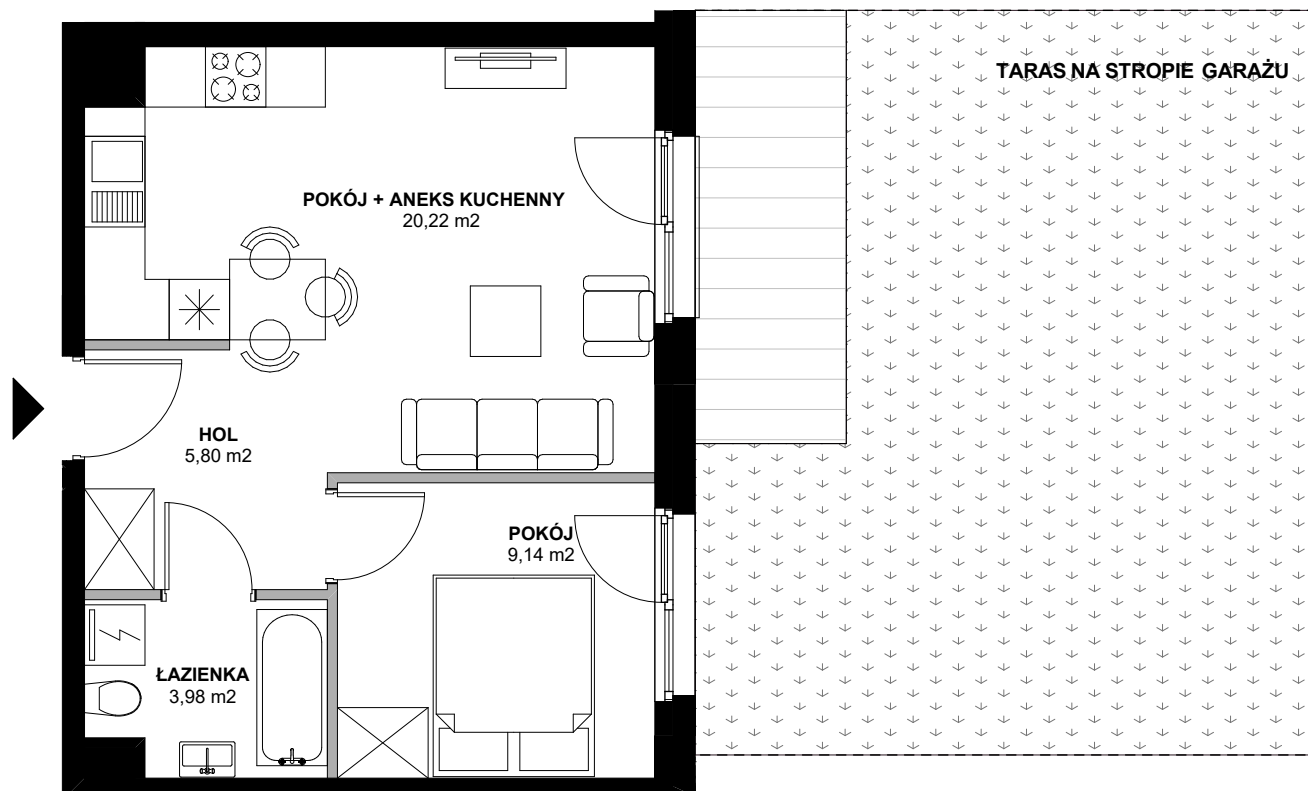 TARAS NA STROPIE GARAŻU
POKÓJ + ANEKS KUCHENNY
20,22 m2
HOL
5,80 m2
POKÓJ
9,14 m2
ŁAZIENKA
3,98 m2